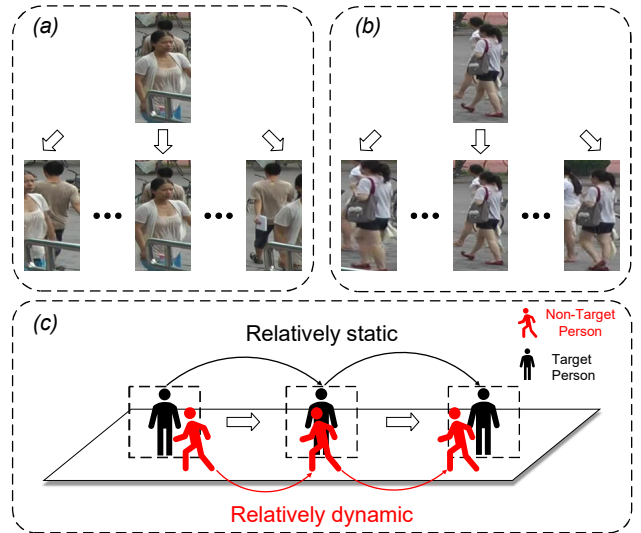 (a)
(b)
(c)
Non-Target
Person
Relatively static
Target
Person
Relatively dynamic